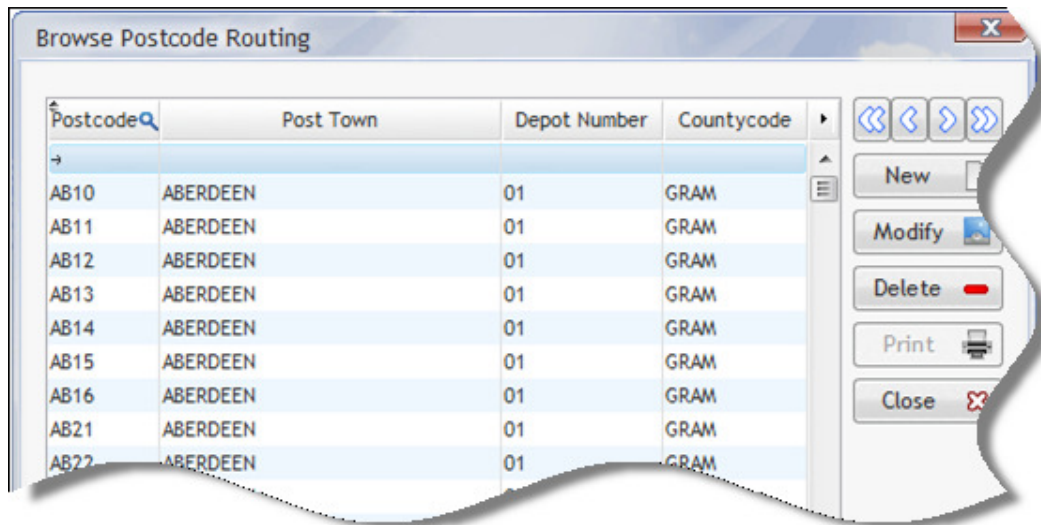 Browse Postcode Routing
Postcode Post Town Depot Number Countycode
AB10 ABERDEEN 01 GRAM
AB11 ABERDEEN 01 GRAM
AB12 ABERDEEN 01 GRAM
AB13 ABERDEEN 01 GRAM
AB14 ABERDEEN 01 GRAM
AB15 ABERDEEN 01 GRAM
AB16 ABERDEEN 01 GRAM
AB21 ABERDEEN 01 GRAM
AB22 ABERDEEN 01 GRAM
New
Modify
Delete
Print
Close